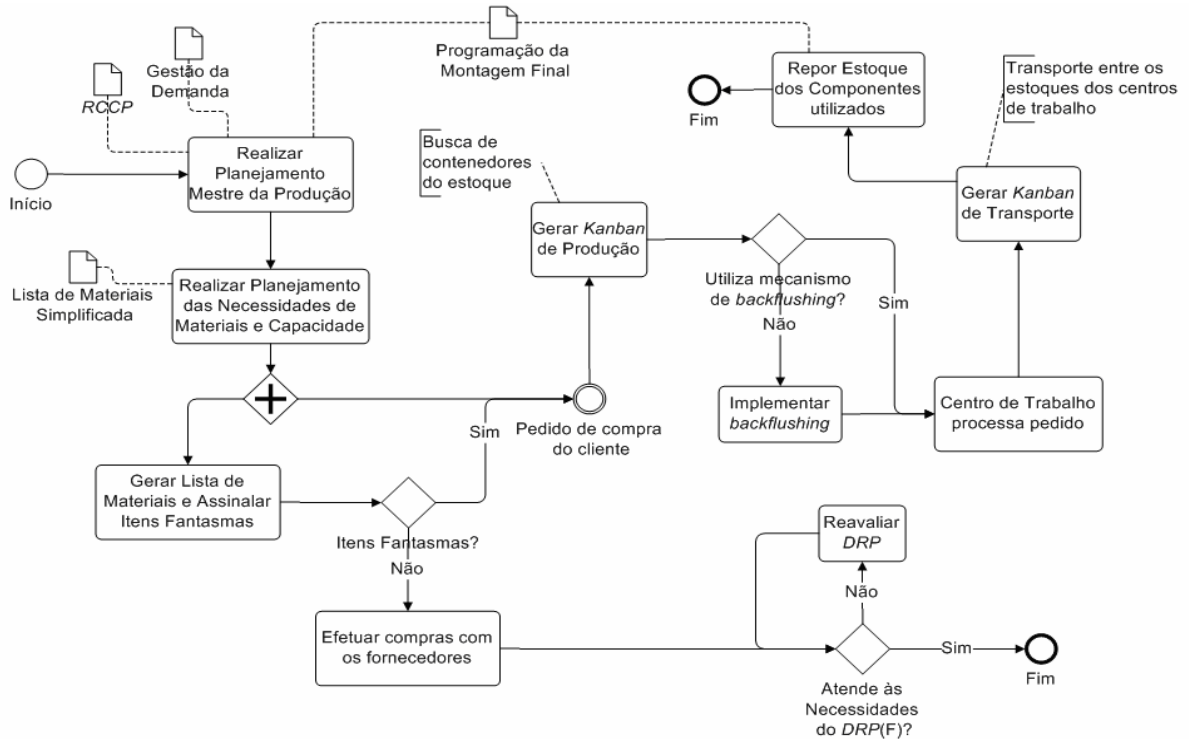 Gestão da
Demanda
RCCP
Programação da
Montagem Final
Início
Realizar
Planejamento
Mestre da Produção
Lista de Materiais
Simplificada
Realizar Planejamento
das Necessidades de
Materiais e Capacidade
Gerar Lista de
Materiais e Assinalar
Itens Fantasmas
Itens Fantasmas?
Sim
Não
Efetuar compras com
os fornecedores
Pedido de compra
do cliente
Busca de
contenedores
do estoque
Gerar Kanban
de Produção
Utiliza mecanismo
de backflushing?
Não
Sim
Implementar
backflushing
Centro de Trabalho
processa pedido
Gerar Kanban
de Transporte
Transporte entre os
estoques dos centros
de trabalho
Repor Estoque
dos Componentes
utilizados
Fim
Reavaliar
DRP
Não
Atende às
Necessidades
do DRP(F)?
Sim
Fim